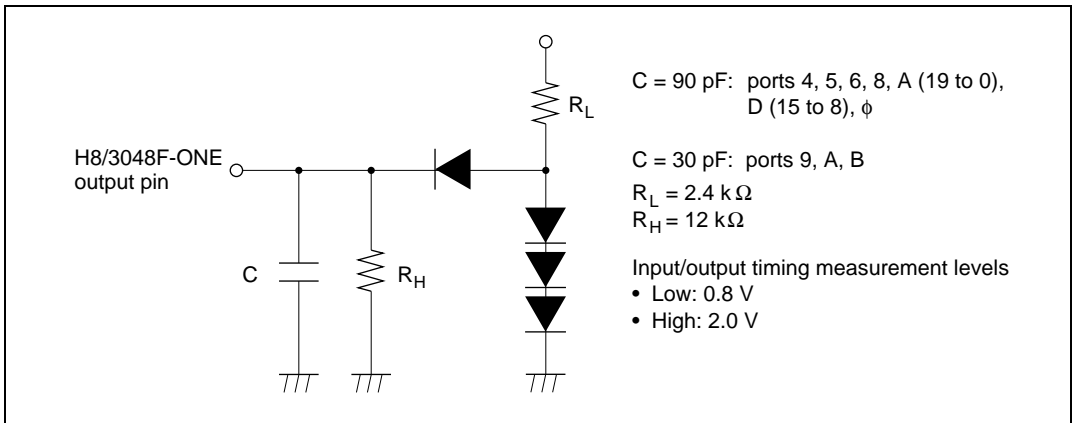 H8/3048F-ONE
output pin
C
R_H
R_L
C = 90 pF: ports 4, 5, 6, 8, A (19 to 0),
D (15 to 8), ϕ
C = 30 pF: ports 9, A, B
R_L = 2.4 kΩ
R_H = 12 kΩ
Input/output timing measurement levels
• Low: 0.8 V
• High: 2.0 V